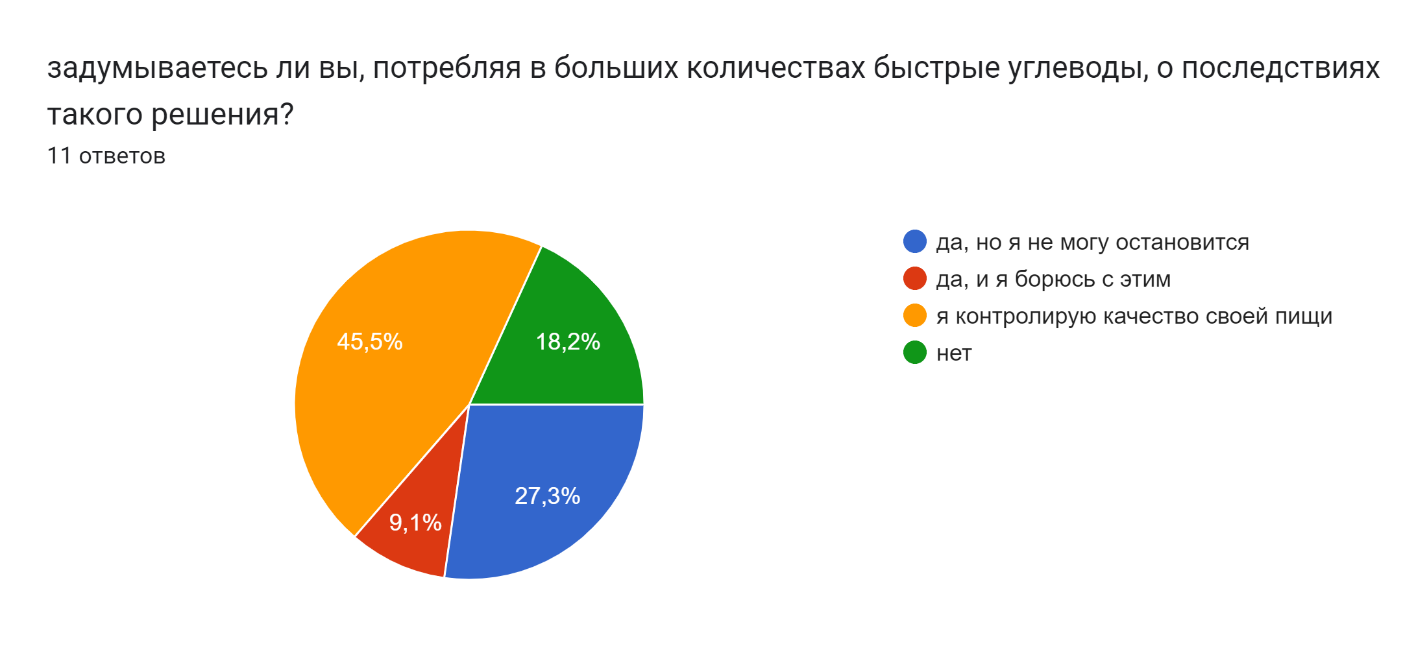 задумываетесь ли вы, потребляя в больших количествах быстрые углеводы, о последствиях
такого решения?
11 ответов
да, но я не могу остановится
да, и я борюсь с этим
я контролирую качество своей пищи
нет
45,5%
18,2%
27,3%
9,1%